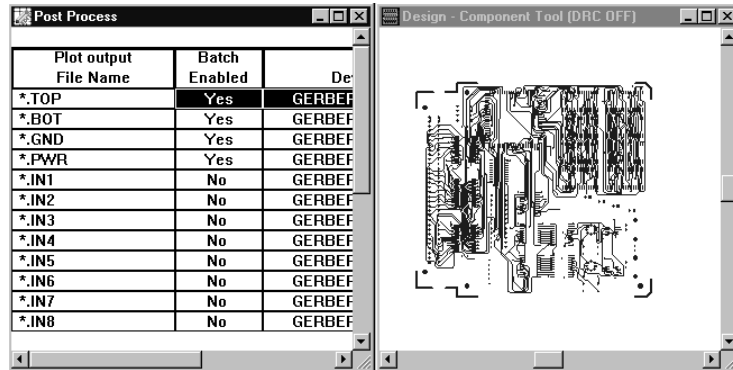 Post Process
Plot output File Name Batch Enabled De
*.TOP Yes GERBER
*.BOT Yes GERBER
*.GND Yes GERBER
*.PWR Yes GERBER
*.IN1 No GERBER
*.IN2 No GERBER
*.IN3 No GERBER
*.IN4 No GERBER
*.IN5 No GERBER
*.IN6 No GERBER
*.IN7 No GERBER
*.IN8 No GERBER
Design - Component Tool (DRC OFF)